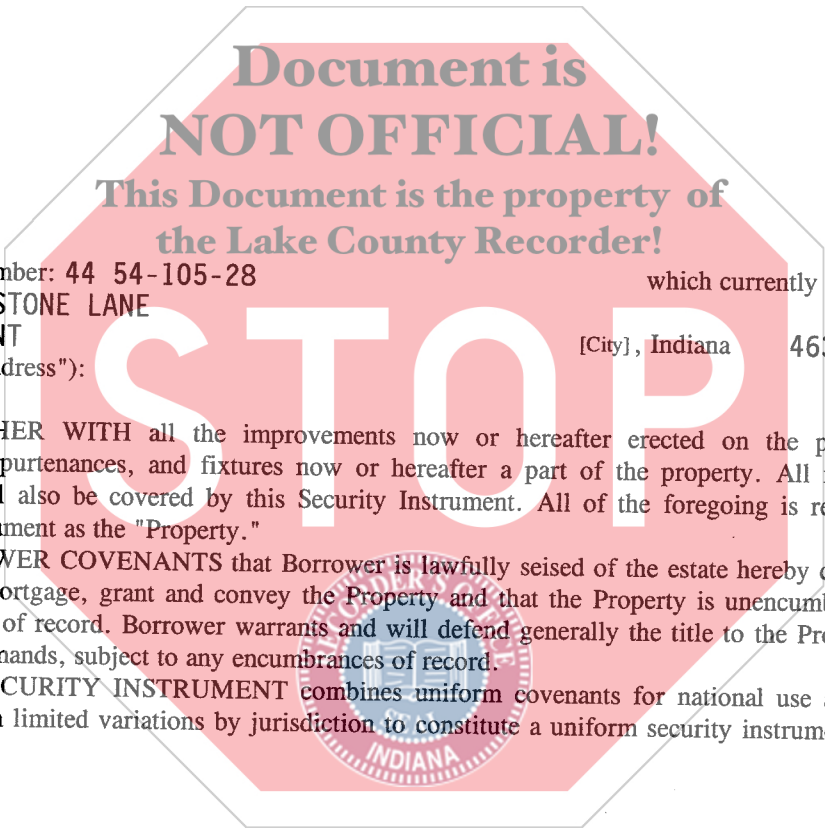 Document is
NOT OFFICIAL!
This Document is the property of
the Lake County Recorder!
mber: 44 54-105-28 which currently
STONE LANE
NT [City], Indiana 463
dress"):
STOP
HER WITH all the improvements now or hereafter erected on the p
purtenances, and fixtures now or hereafter a part of the property. All
l also be covered by this Security Instrument. All of the foregoing is re
ument as the "Property."
WER COVENANTS that Borrower is lawfully seised of the estate hereby c
ortgage, grant and convey the Property and that the Property is unencumb
of record. Borrower warrants and will defend generally the title to the Pro
mands, subject to any encumbrances of record.
CURITY INSTRUMENT combines uniform covenants for national use
limited variations by jurisdiction to constitute a uniform security instrum
RECORDER'S OFFICE
INDIANA